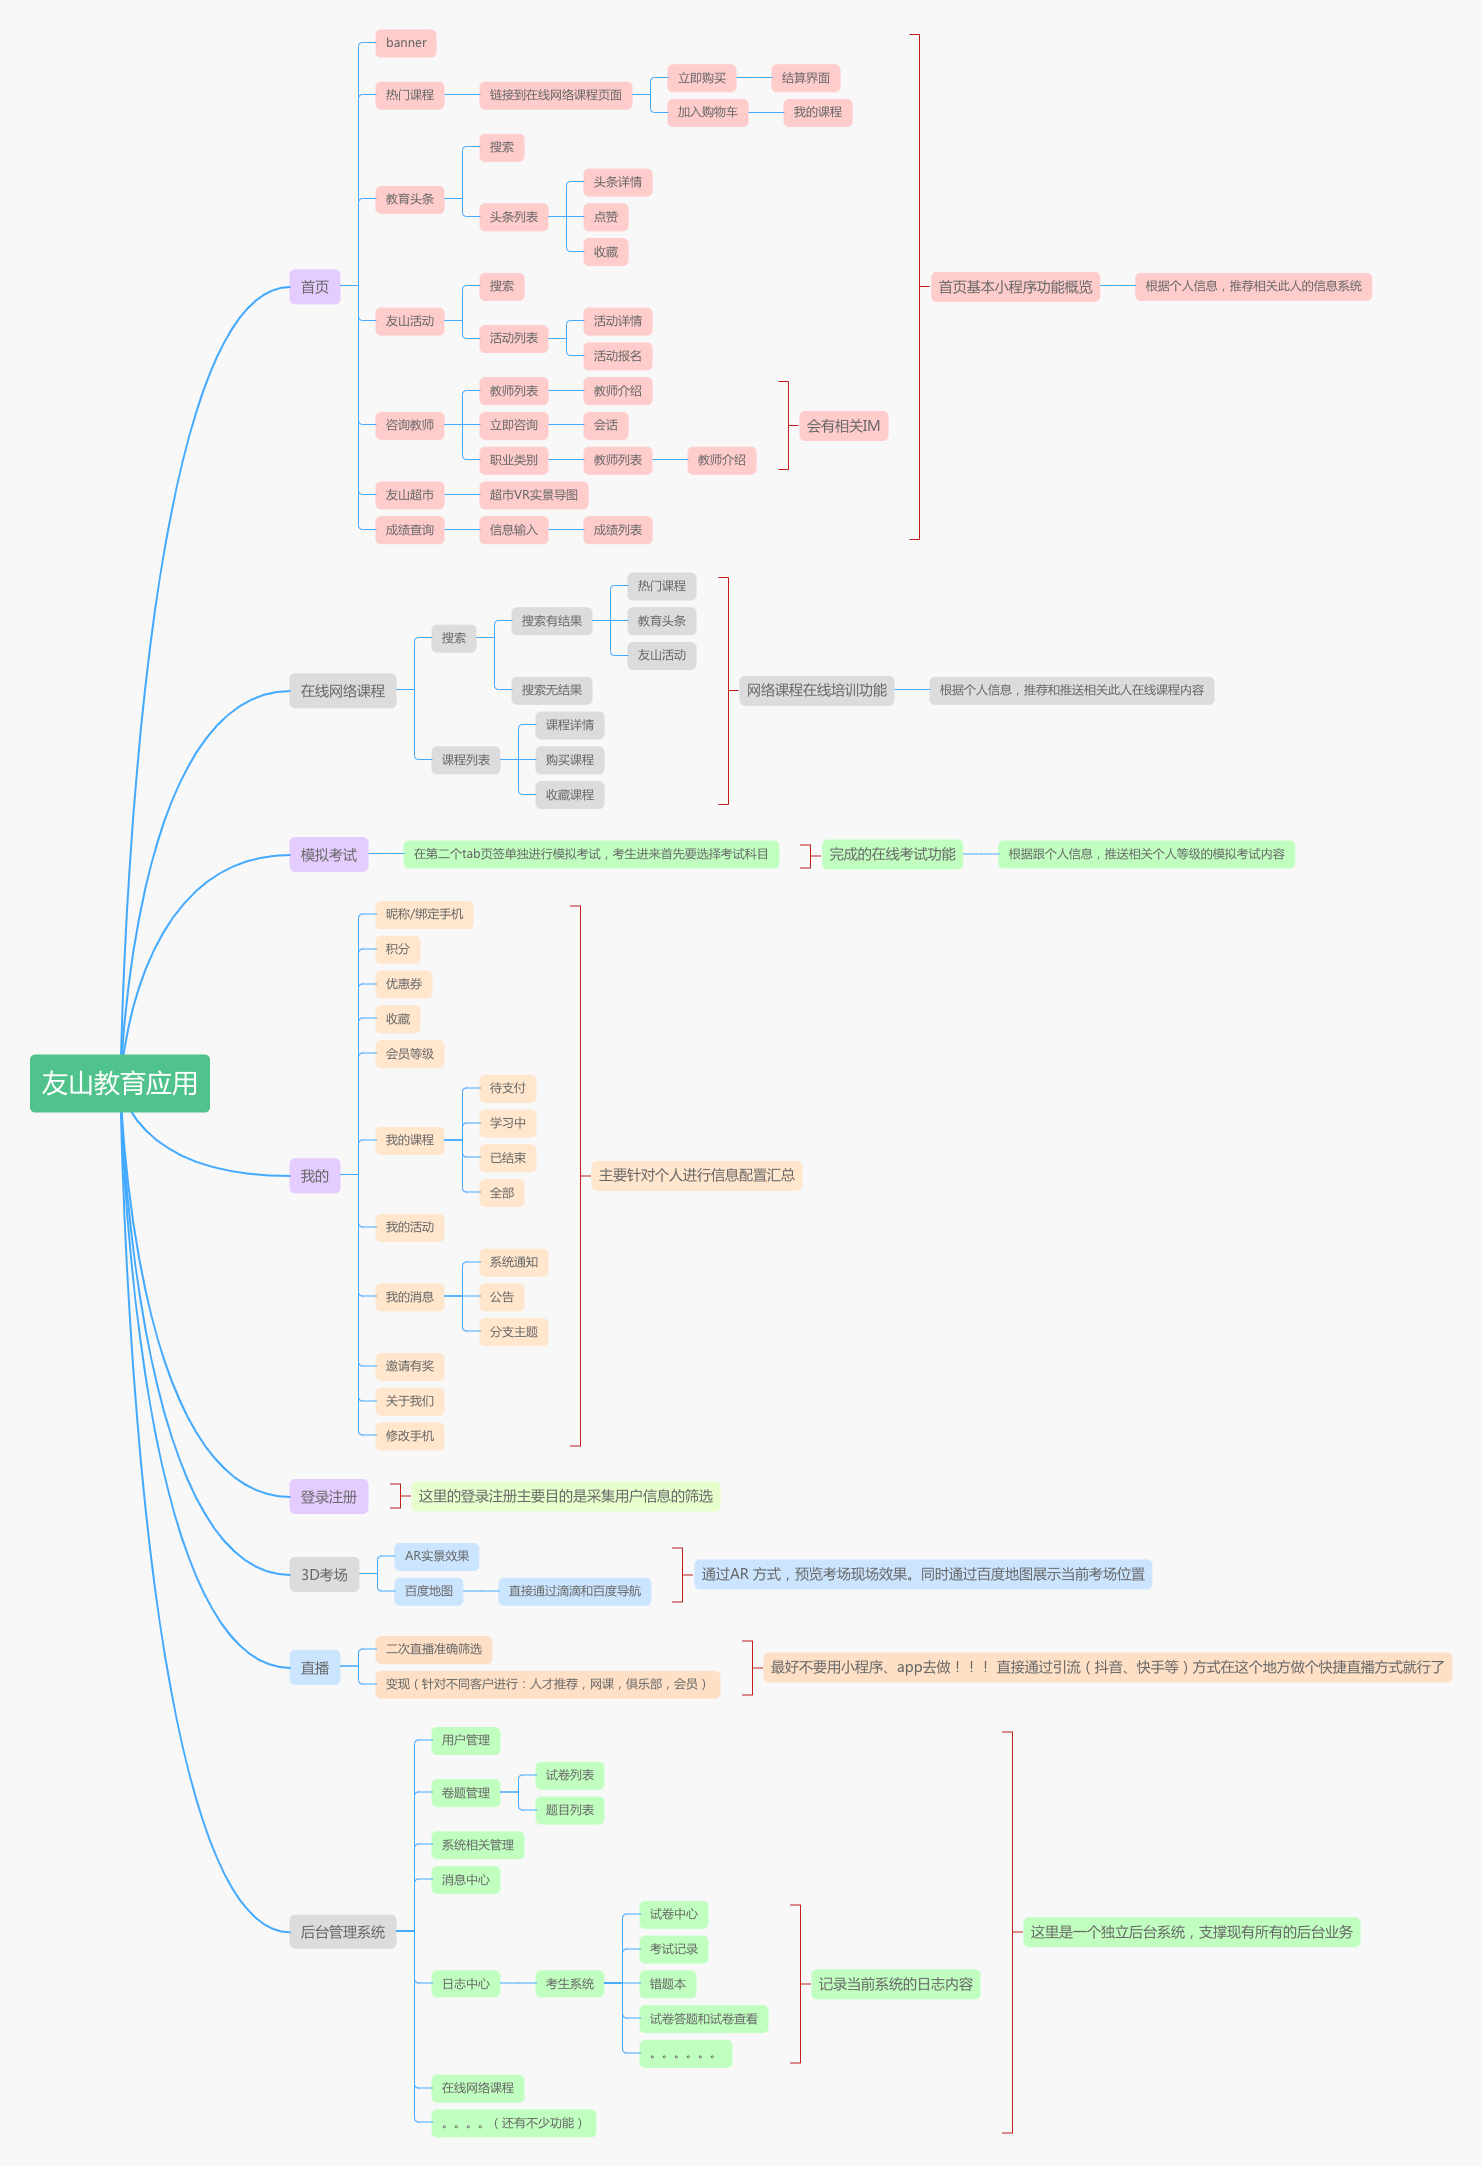 友山教育应用
首页
banner
热门课程
链接到在线网络课程页面
立即购买
结算界面
加入购物车
我的课程
教育头条
搜索
头条列表
头条详情
点赞
收藏
友山活动
搜索
活动列表
活动详情
活动报名
咨询教师
教师列表
教师介绍
立即咨询
会话
职业类别
教师列表
教师介绍
会有相关IM
友山超市
超市VR实景导图
成绩查询
信息输入
成绩列表
首页基本小程序功能概览
根据个人信息，推荐相关此人的信息系统
在线网络课程
搜索
搜索有结果
热门课程
教育头条
友山活动
搜索无结果
课程列表
课程详情
购买课程
收藏课程
网络课程在线培训功能
根据个人信息，推荐和推送相关此人在线课程内容
模拟考试
在第二个tab页签单独进行模拟考试，考生进来首先要选择考试科目
完成的在线考试功能
根据跟个人信息，推送相关个人等级的模拟考试内容
我的
昵称/绑定手机
积分
优惠券
收藏
会员等级
我的课程
待支付
学习中
已结束
全部
我的活动
我的消息
系统通知
公告
分支主题
邀请有奖
关于我们
修改手机
主要针对个人进行信息配置汇总
登录注册
这里的登录注册主要目的是采集用户信息的筛选
3D考场
AR实景效果
百度地图
直接通过滴滴和百度导航
通过AR 方式，预览考场现场效果。同时通过百度地图展示当前考场位置
直播
二次直播准确筛选
变现（针对不同客户进行：人才推荐，网课，俱乐部，会员）
最好不要用小程序、app去做！！！ 直接通过引流（抖音、快手等）方式在这个地方做个快捷直播方式就行了
后台管理系统
用户管理
卷题管理
试卷列表
题目列表
系统相关管理
消息中心
日志中心
考生系统
试卷中心
考试记录
错题本
试卷答题和试卷查看
。。。。。。
记录当前系统的日志内容
在线网络课程
。。。。（还有不少功能）
这里是一个独立后台系统，支撑现有所有的后台业务